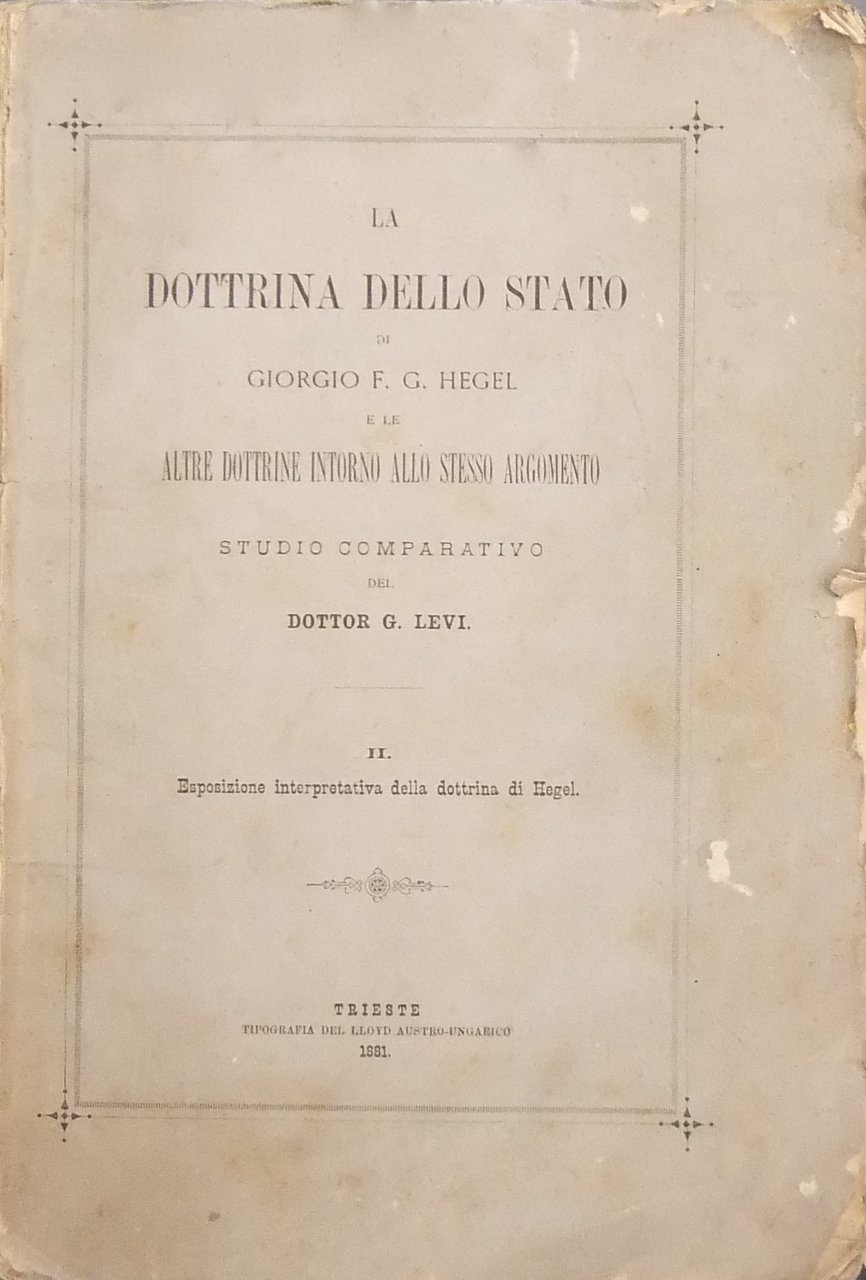 LA
DOTTRINA DELLO STATO
DI
GIORGIO F. G. HEGEL
E LE
ALTRE DOTTRINE INTORNO ALLO STESSO ARGOMENTO
STUDIO COMPARATIVO
DEL
DOTTOR G. LEVI.
II.
Esposizione interpretativa della dottrina di Hegel.
TRIESTE
TIPOGRAFIA DEL LLOYD AUSTRO-UNGARICO
1881.